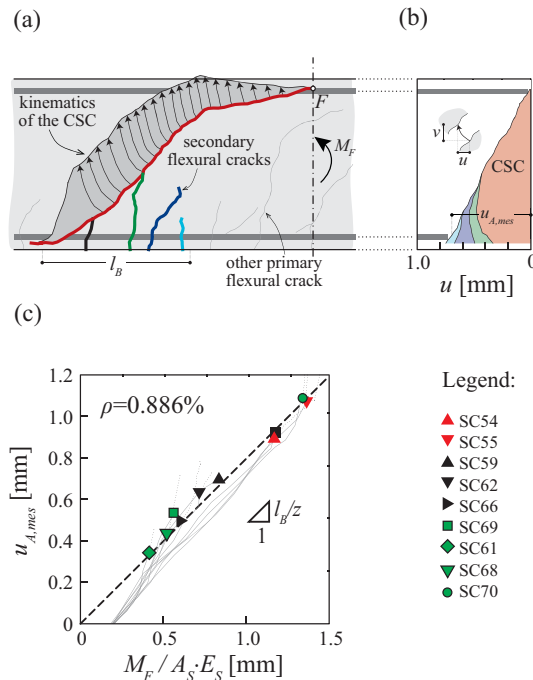 (a)
(b)
kinematics
of the CSC
F
M_F
secondary
flexural cracks
l_B
other primary
flexural crack
v
u
CSC
u_{A,mes}
1.0
0
u [mm]
(c)
ρ=0.886%
1.2
1.0
0.8
0.6
0.4
0.2
0
u_{A,mes} [mm]
l_B/z
1
0
0.5
1.0
1.5
M_F / A_S·E_S [mm]
Legend:
SC54
SC55
SC59
SC62
SC66
SC69
SC61
SC68
SC70